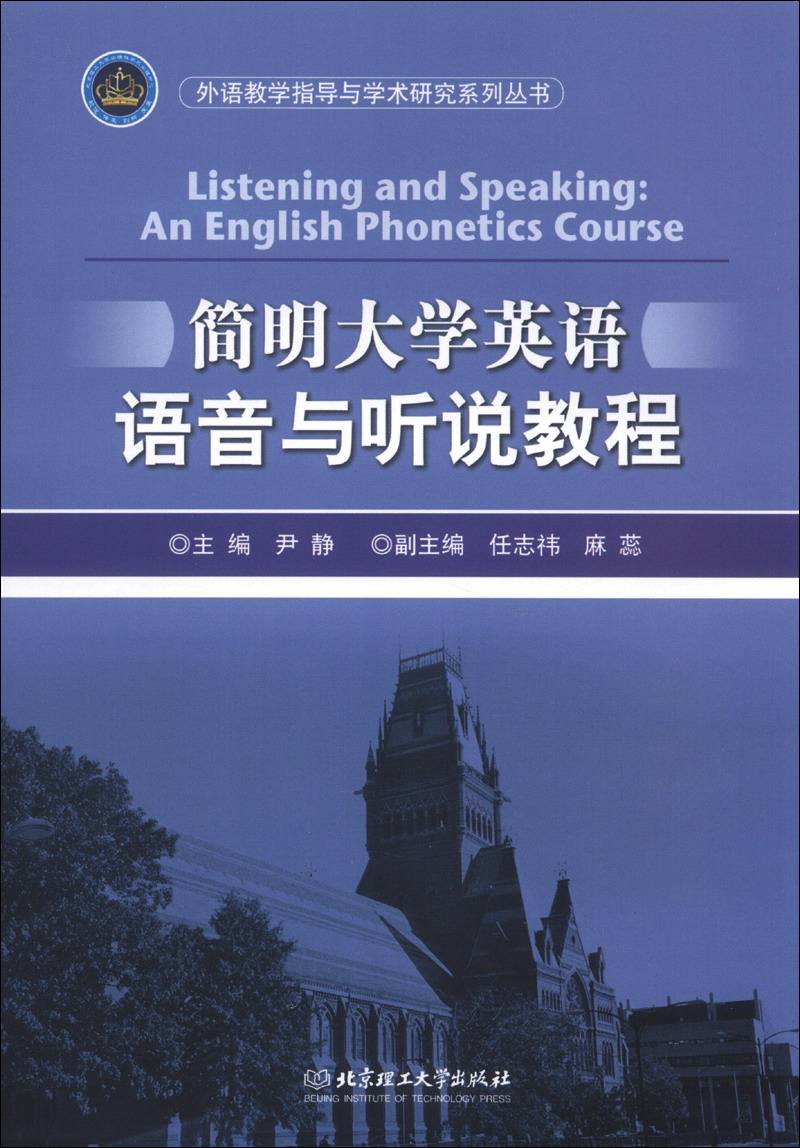 外语教学指导与学术研究系列丛书
Listening and Speaking:
An English Phonetics Course
简明大学英语
语音与听说教程
◎主 编 尹 静 ◎副主编 任志祎 麻 蕊
北京理工大学出版社
BEIJING INSTITUTE OF TECHNOLOGY PRESS